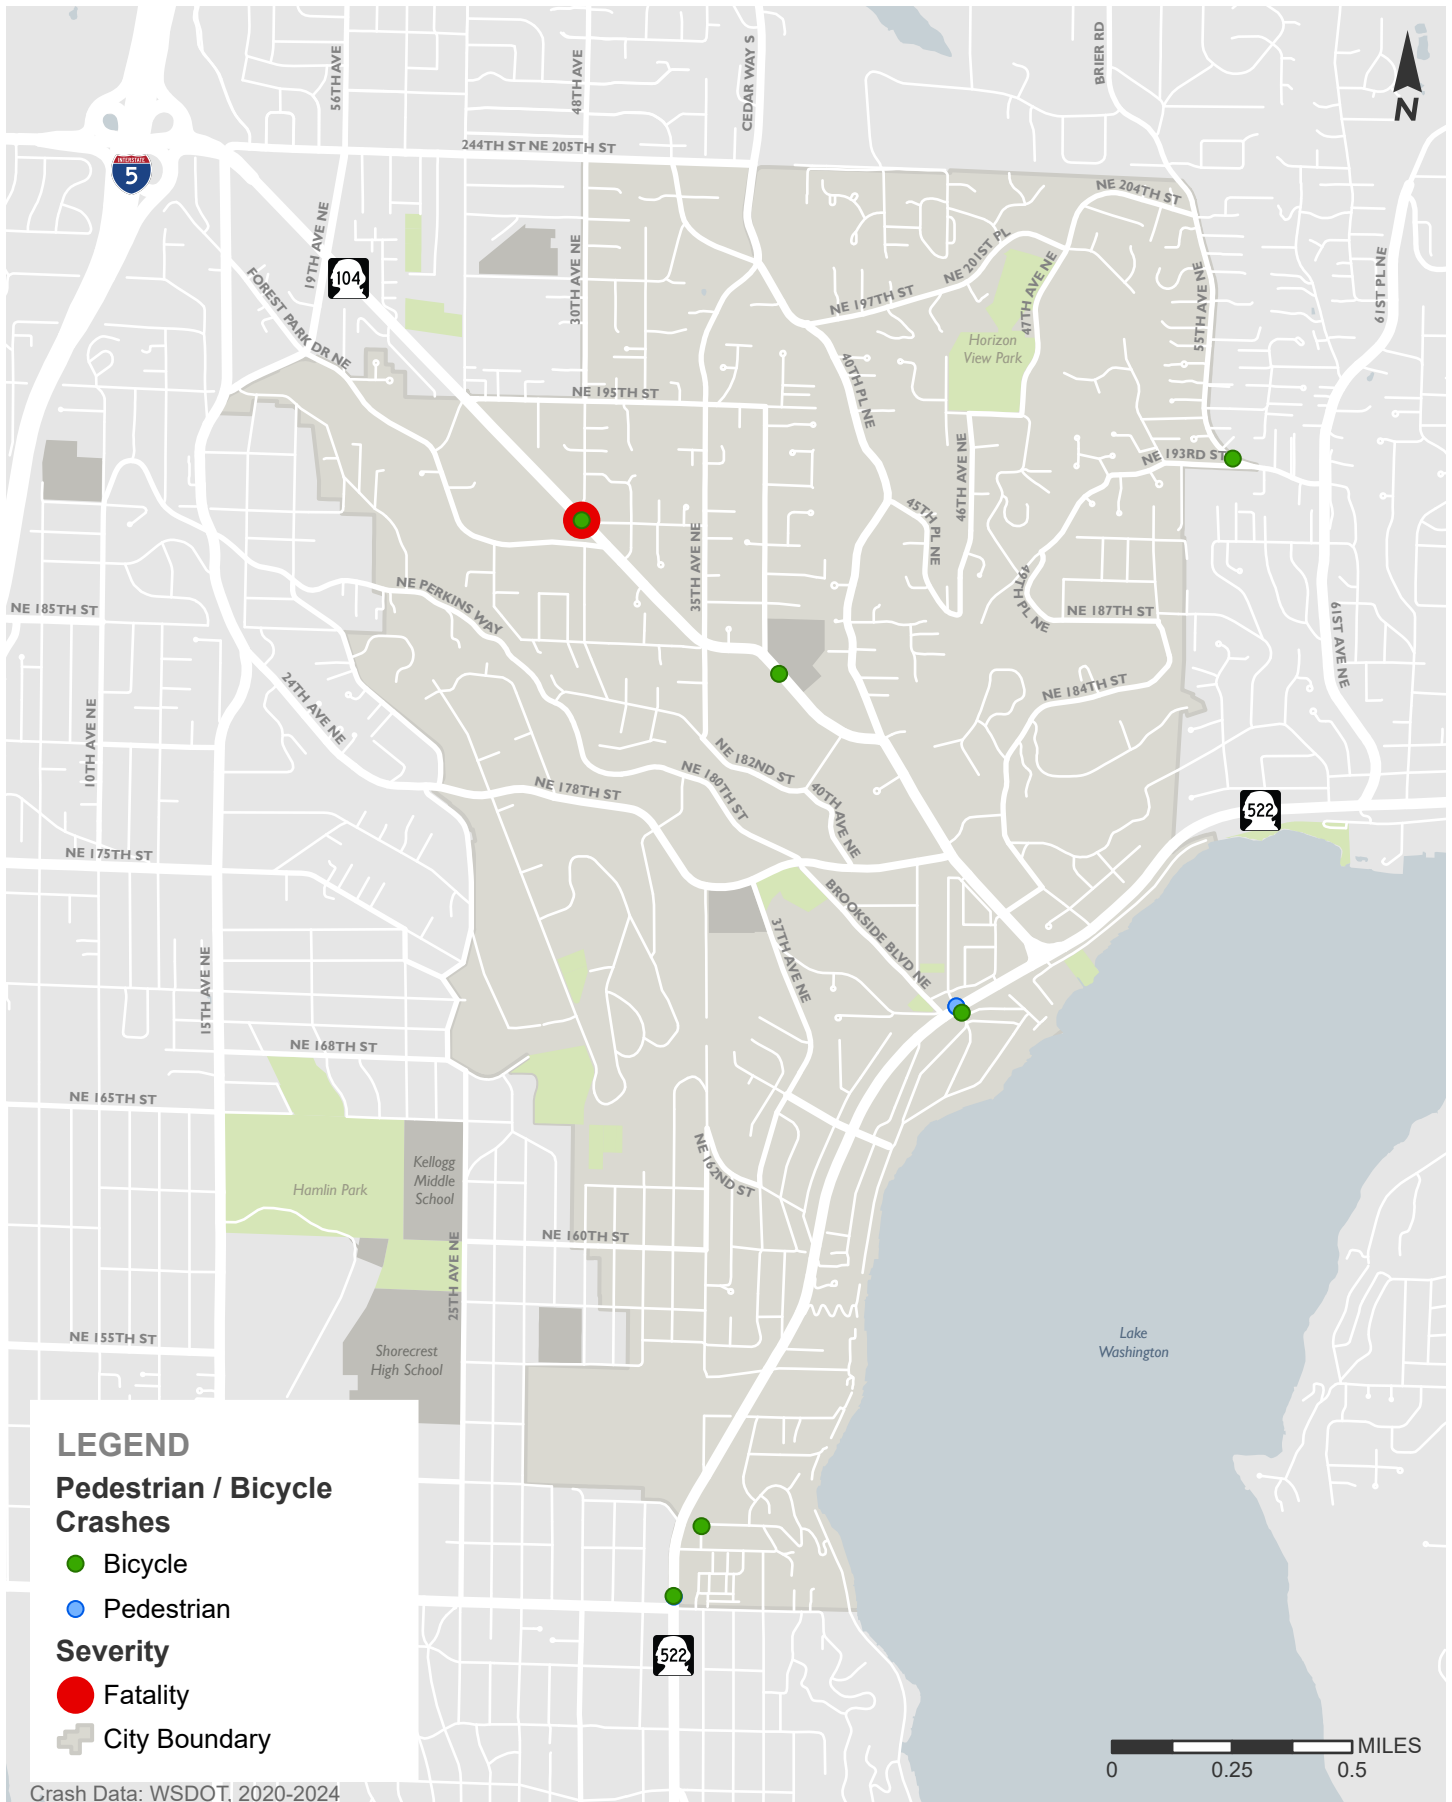 56TH AVE
48TH AVE
CEDAR WAY S
BRIER RD
N
244TH ST NE 205TH ST
INTERSTATE
5
NE 204TH ST
19TH AVE NE
104
30TH AVE NE
FOREST PARK DR NE
NE 201ST PL
NE 197TH ST
47TH AVE NE
55TH AVE NE
61ST PL NE
Horizon
View Park
40TH PL NE
NE 195TH ST
46TH AVE NE
NE 193RD ST
45TH PL NE
35TH AVE NE
NE PERKINS WAY
49TH PL NE
NE 187TH ST
NE 185TH ST
61ST AVE NE
24TH AVE NE
10TH AVE NE
NE 184TH ST
NE 182ND ST
NE 180TH ST
NE 178TH ST
40TH AVE NE
522
NE 175TH ST
BROOKSIDE BLVD NE
37TH AVE NE
15TH AVE NE
NE 168TH ST
NE 165TH ST
NE 162ND ST
Kellogg
Middle
School
Hamlin Park
NE 160TH ST
25TH AVE NE
NE 155TH ST
Shorecrest
High School
Lake
Washington
522
LEGEND
Pedestrian / Bicycle
Crashes
Bicycle
Pedestrian
Severity
Fatality
City Boundary
MILES
0 0.25 0.5
Crash Data: WSDOT, 2020-2024